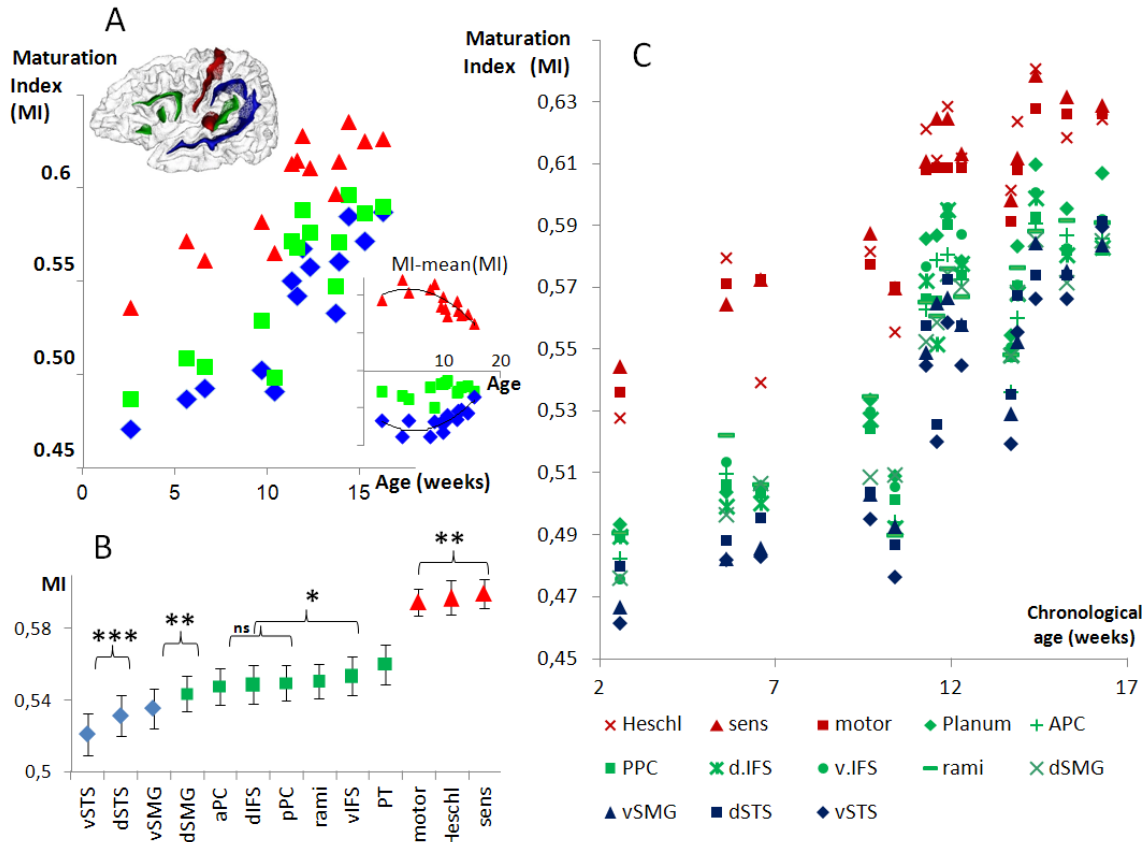 A
Maturation
Index
(MI)
0.6
0.55
0.50
0.45
0 5 10 15
Age (weeks)
MI-mean(MI)
10 20
Age
B
MI
0,58
0,54
0,5
*** ** ns * **
vSTS dSTS vSMG dSMG aPC dIFS pPC rami vIFS PT motor Heschl sens
C
Maturation
Index (MI)
0,63
0,61
0,59
0,57
0,55
0,53
0,51
0,49
0,47
0,45
2 7 12 17
Chronological
age (weeks)
Heschl sens motor Planum APC
PPC d.IFS v.IFS rami dSMG
vSMG dSTS vSTS